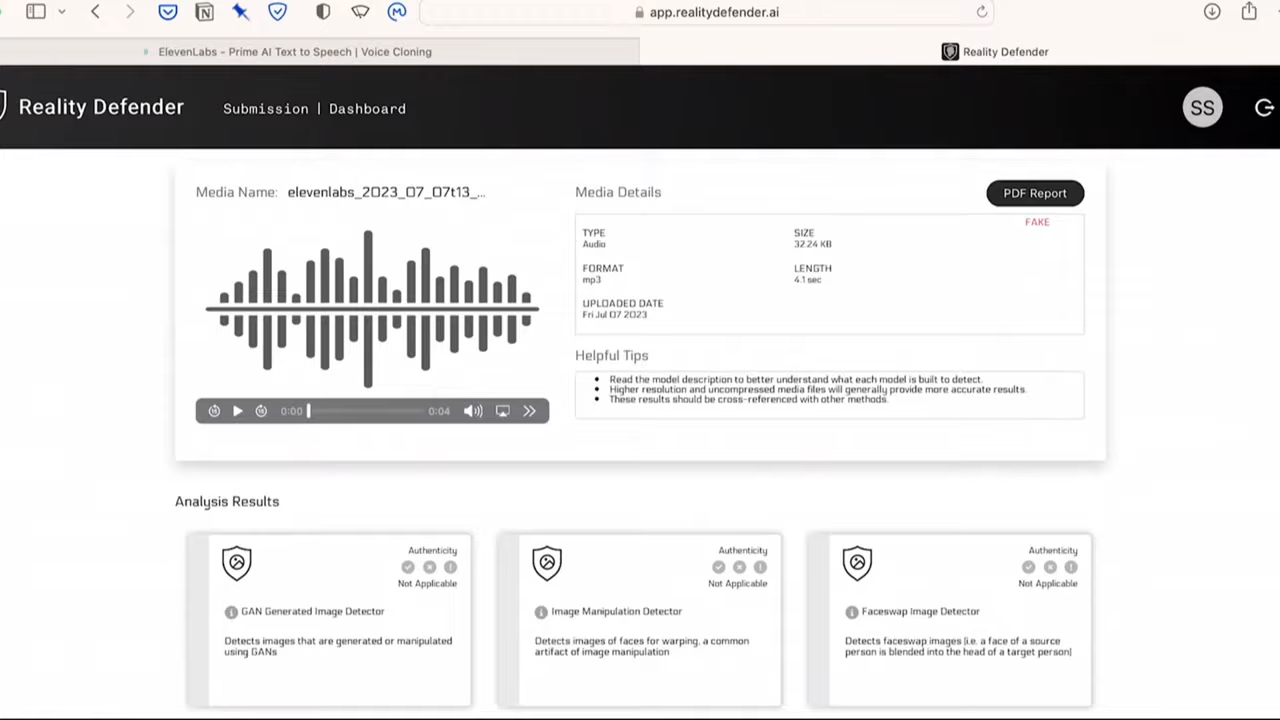 app.realitydefender.ai
ElevenLabs - Prime AI Text to Speech | Voice Cloning
Reality Defender
Reality Defender
Submission | Dashboard
SS
Media Name: elevenlabs_2023_07_07t13_...
Media Details
PDF Report
FAKE
TYPE
Audio
SIZE
32.24 KB
FORMAT
mp3
LENGTH
4.1 sec
UPLOADED DATE
Fri Jul 07 2023
Helpful Tips
Read the model description to better understand what each model is built to detect.
Higher resolution and uncompressed media files will generally provide more accurate results.
These results should be cross-referenced with other methods.
0:00
0:04
Analysis Results
Authenticity
Not Applicable
GAN Generated Image Detector
Detects images that are generated or manipulated
using GANs
Authenticity
Not Applicable
Image Manipulation Detector
Detects images of faces for warping, a common
artifact of image manipulation
Authenticity
Not Applicable
Faceswap Image Detector
Detects faceswap images (i.e. a face of a source
person is blended into the head of a target person)